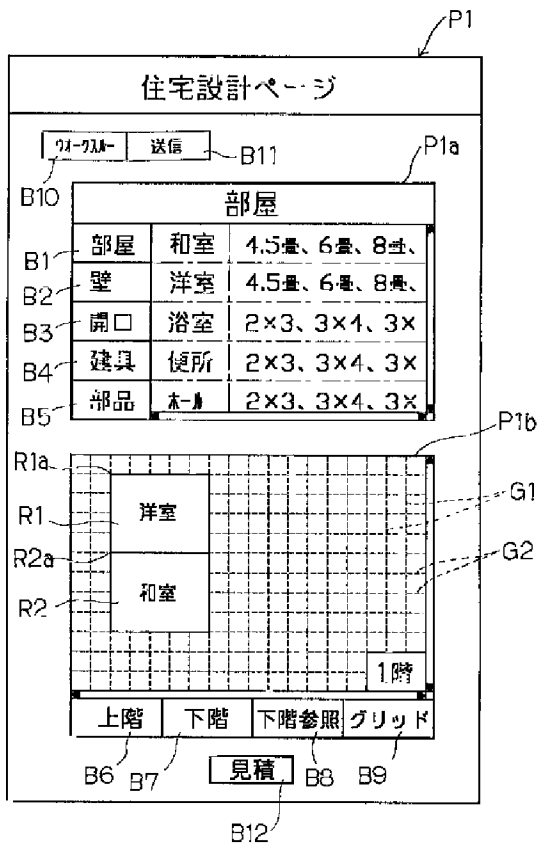 P1
住宅設計ページ
ウオークスルー 送信
B10 B11 P1a
部屋
B1 部屋 和室 4.5畳、6畳、8畳、
B2 壁 洋室 4.5畳、6畳、8畳、
B3 開口 浴室 2×3、3×4、3×
B4 建具 便所 2×3、3×4、3×
B5 部品 ホール 2×3、3×4、3×
P1b
R1a
R1 洋室 G1
R2a G2
R2 和室
1階
上階 下階 下階参照 グリッド
B6 B7 B8 B9
見積
B12